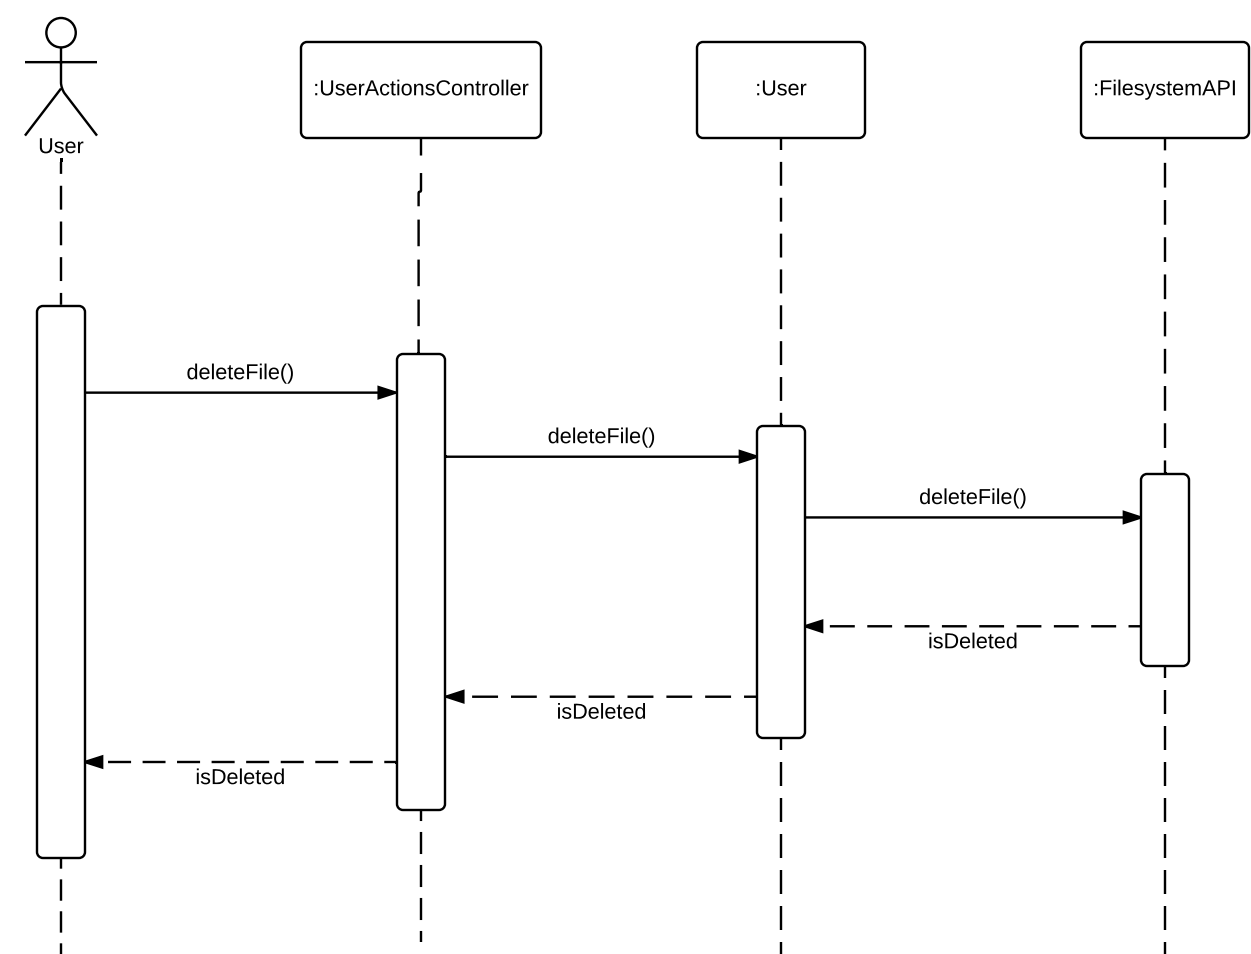 User
:UserActionsController
:User
:FilesystemAPI
deleteFile()
deleteFile()
deleteFile()
isDeleted
isDeleted
isDeleted